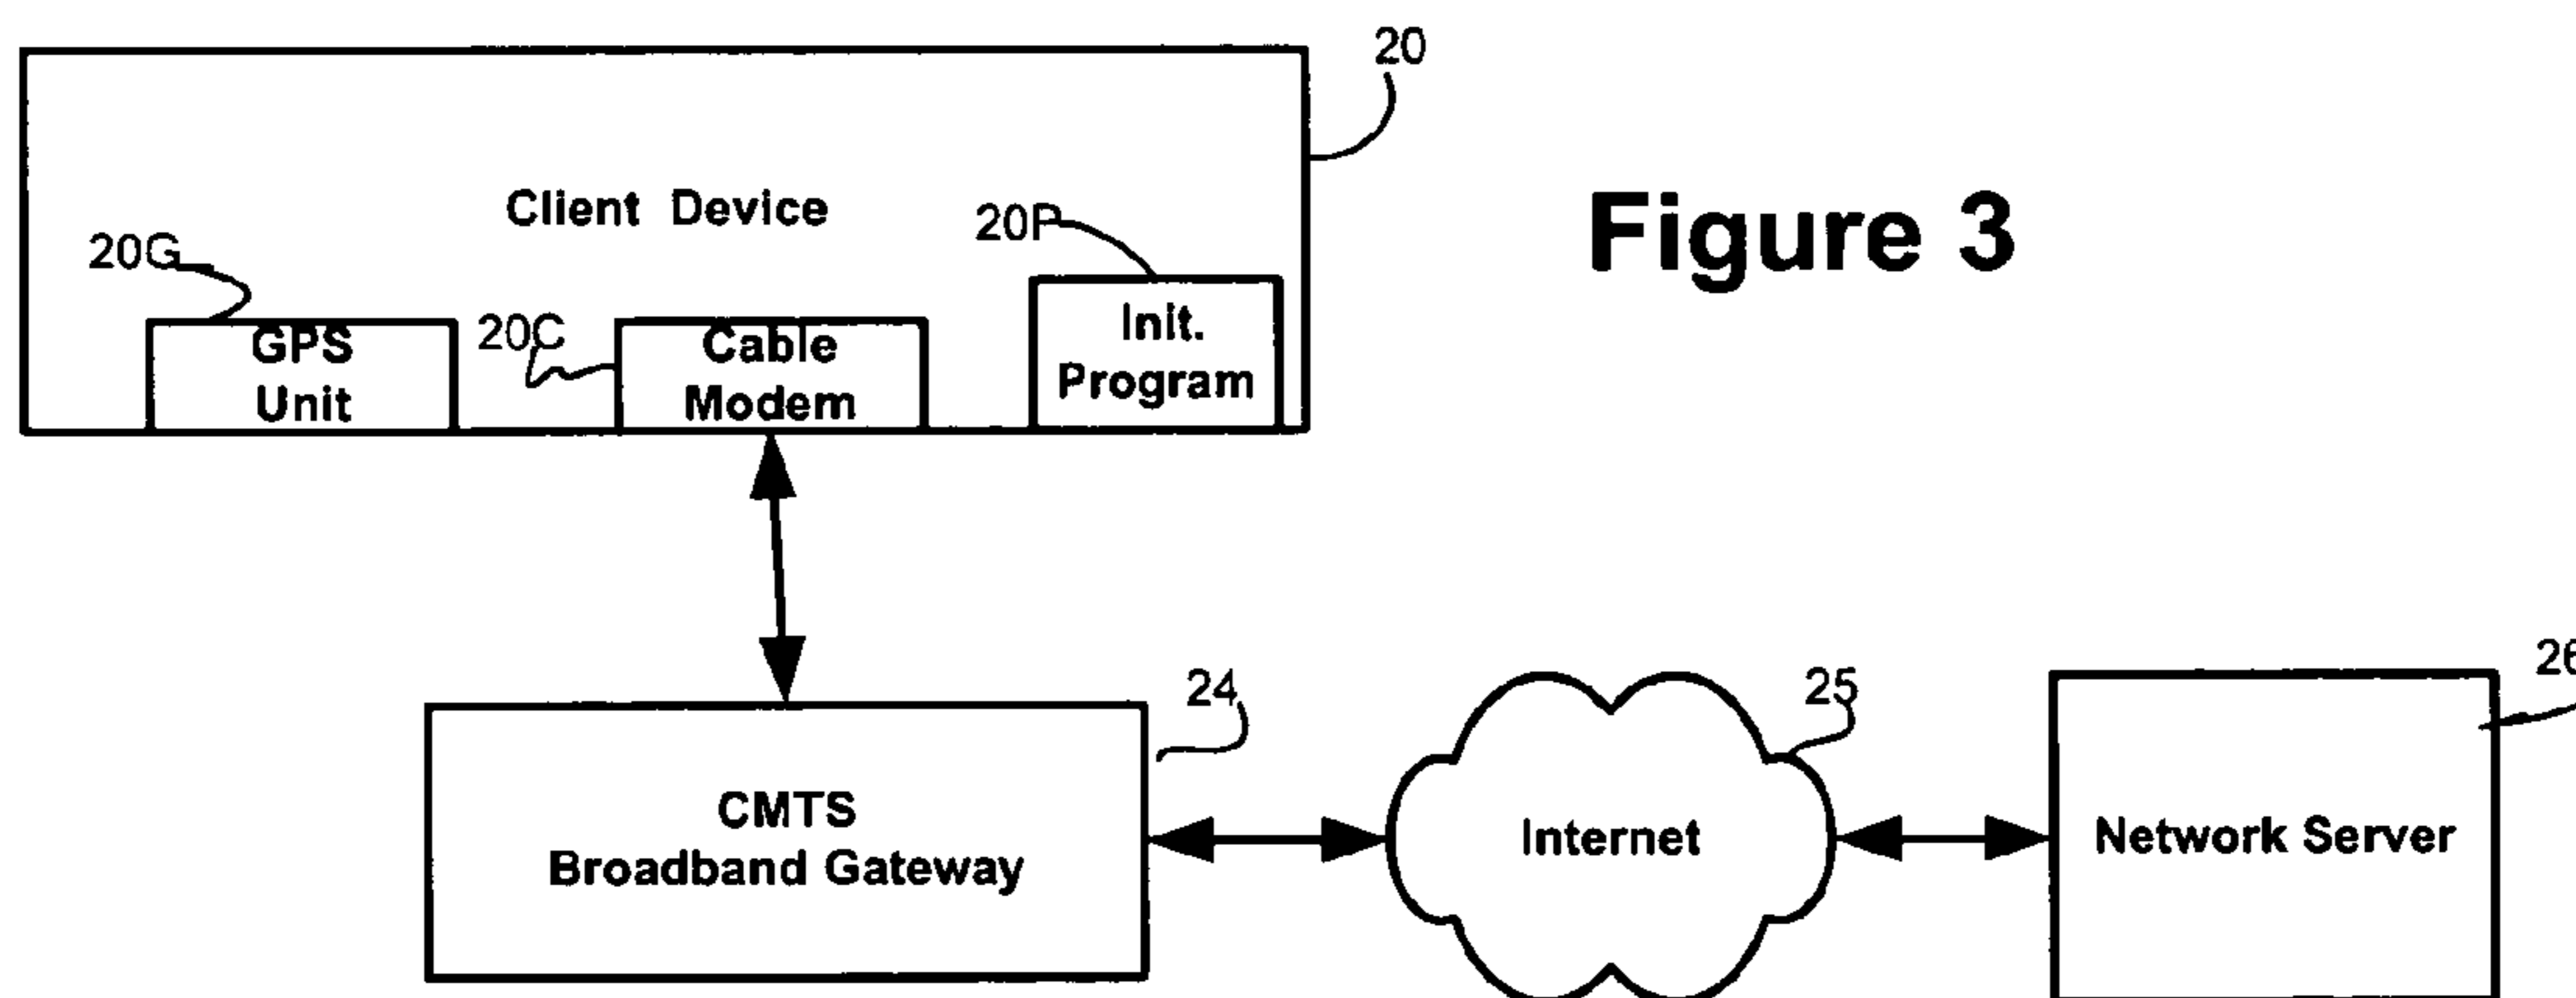 20
Figure 3
Client Device
20P
20G
Init.
Program
20C
GPS
Unit
Cable
Modem
24
25
26
CMTS
Broadband Gateway
Internet
Network Server